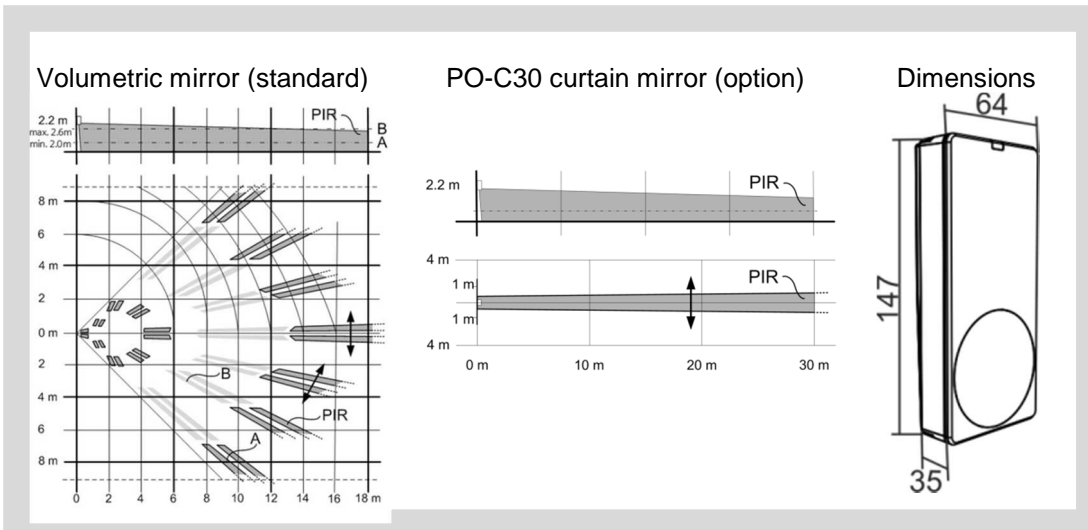 Volumetric mirror (standard)
2.2 m
max. 2.6m
min. 2.0m
PIR
B
A
8 m
6
4 m
2
0 m
2
4 m
6
8 m
B
PIR
A
0 2 4 6 8 10 12 14 16 18 m
PO-C30 curtain mirror (option)
2.2 m
PIR
4 m
1 m
1 m
4 m
PIR
0 m 10 m 20 m 30 m
Dimensions
64
147
35